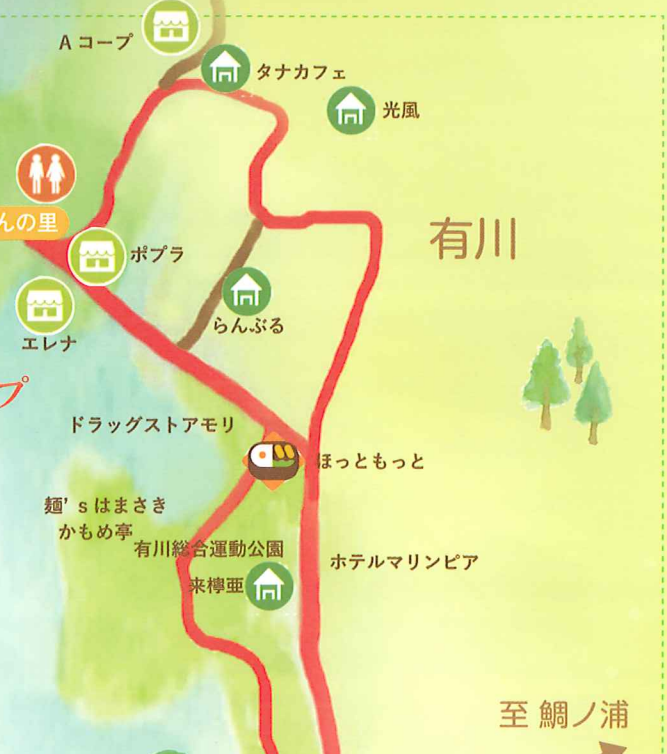 Aコープ
タナカフェ
光風
んの里
ポプラ
有川
エレナ
らんぶる
プ
ドラッグストアモリ
ほっともっと
麺’sはまさき
かもめ亭
有川総合運動公園
ホテルマリンピア
来檸亜
至 鯛ノ浦